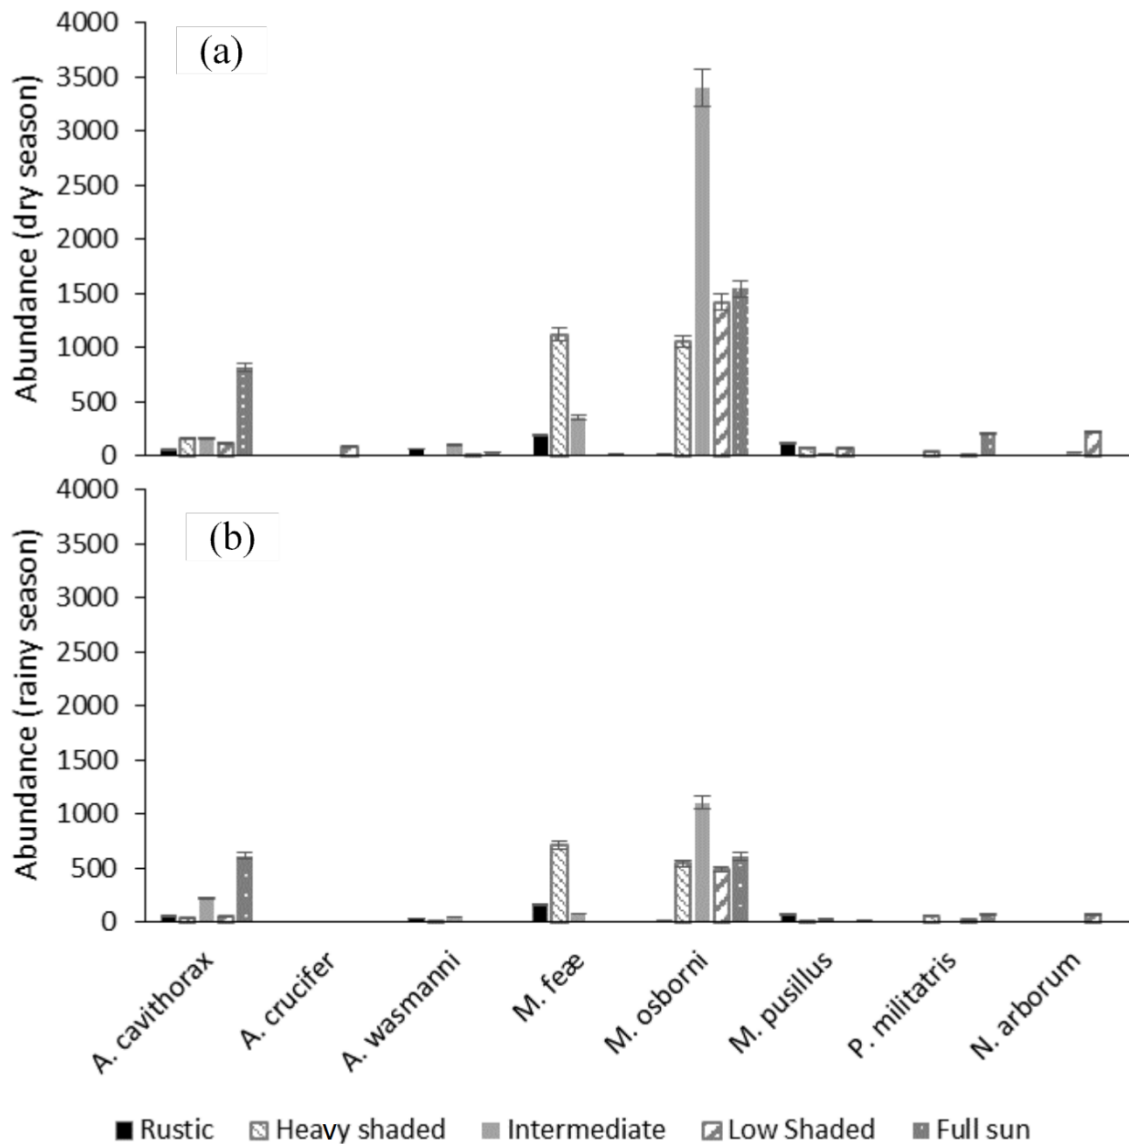 (a)
Abundance (dry season)
4000
3500
3000
2500
2000
1500
1000
500
0
(b)
Abundance (rainy season)
4000
3500
3000
2500
2000
1500
1000
500
0
A. cavithorax
A. crucifer
A. wasmanni
M. feæ
M. osborni
M. pusillus
P. militatris
N. arborum
Rustic Heavy shaded Intermediate Low Shaded Full sun